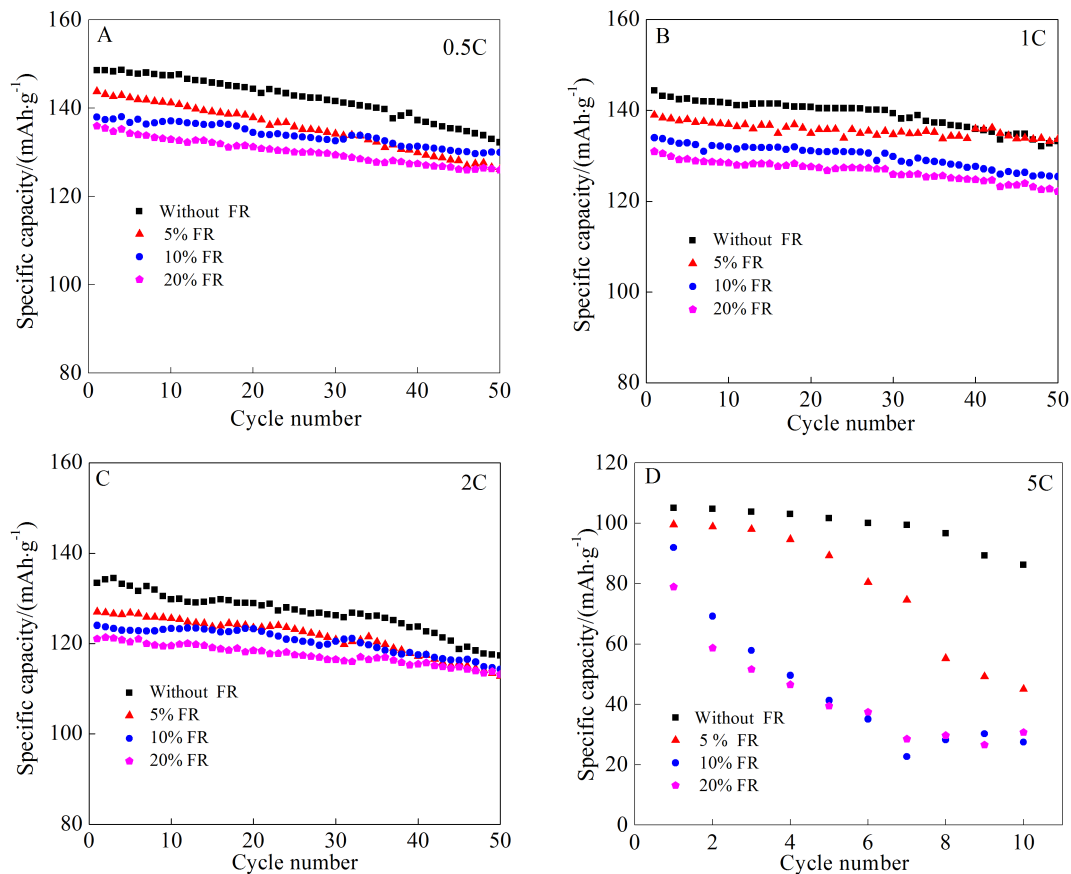 A
0.5C
Specific capacity/(mAh·g-1)
160
140
120
100
80
Without FR
5% FR
10% FR
20% FR
0 10 20 30 40 50
Cycle number
B
1C
Specific capacity/(mAh·g-1)
160
140
120
100
80
Without FR
5% FR
10% FR
20% FR
0 10 20 30 40 50
Cycle number
C
2C
Specific capacity/(mAh·g-1)
160
140
120
100
80
Without FR
5% FR
10% FR
20% FR
0 10 20 30 40 50
Cycle number
D
5C
Specific capacity/(mAh·g-1)
120
100
80
60
40
20
0
Without FR
5 % FR
10% FR
20% FR
0 2 4 6 8 10
Cycle number